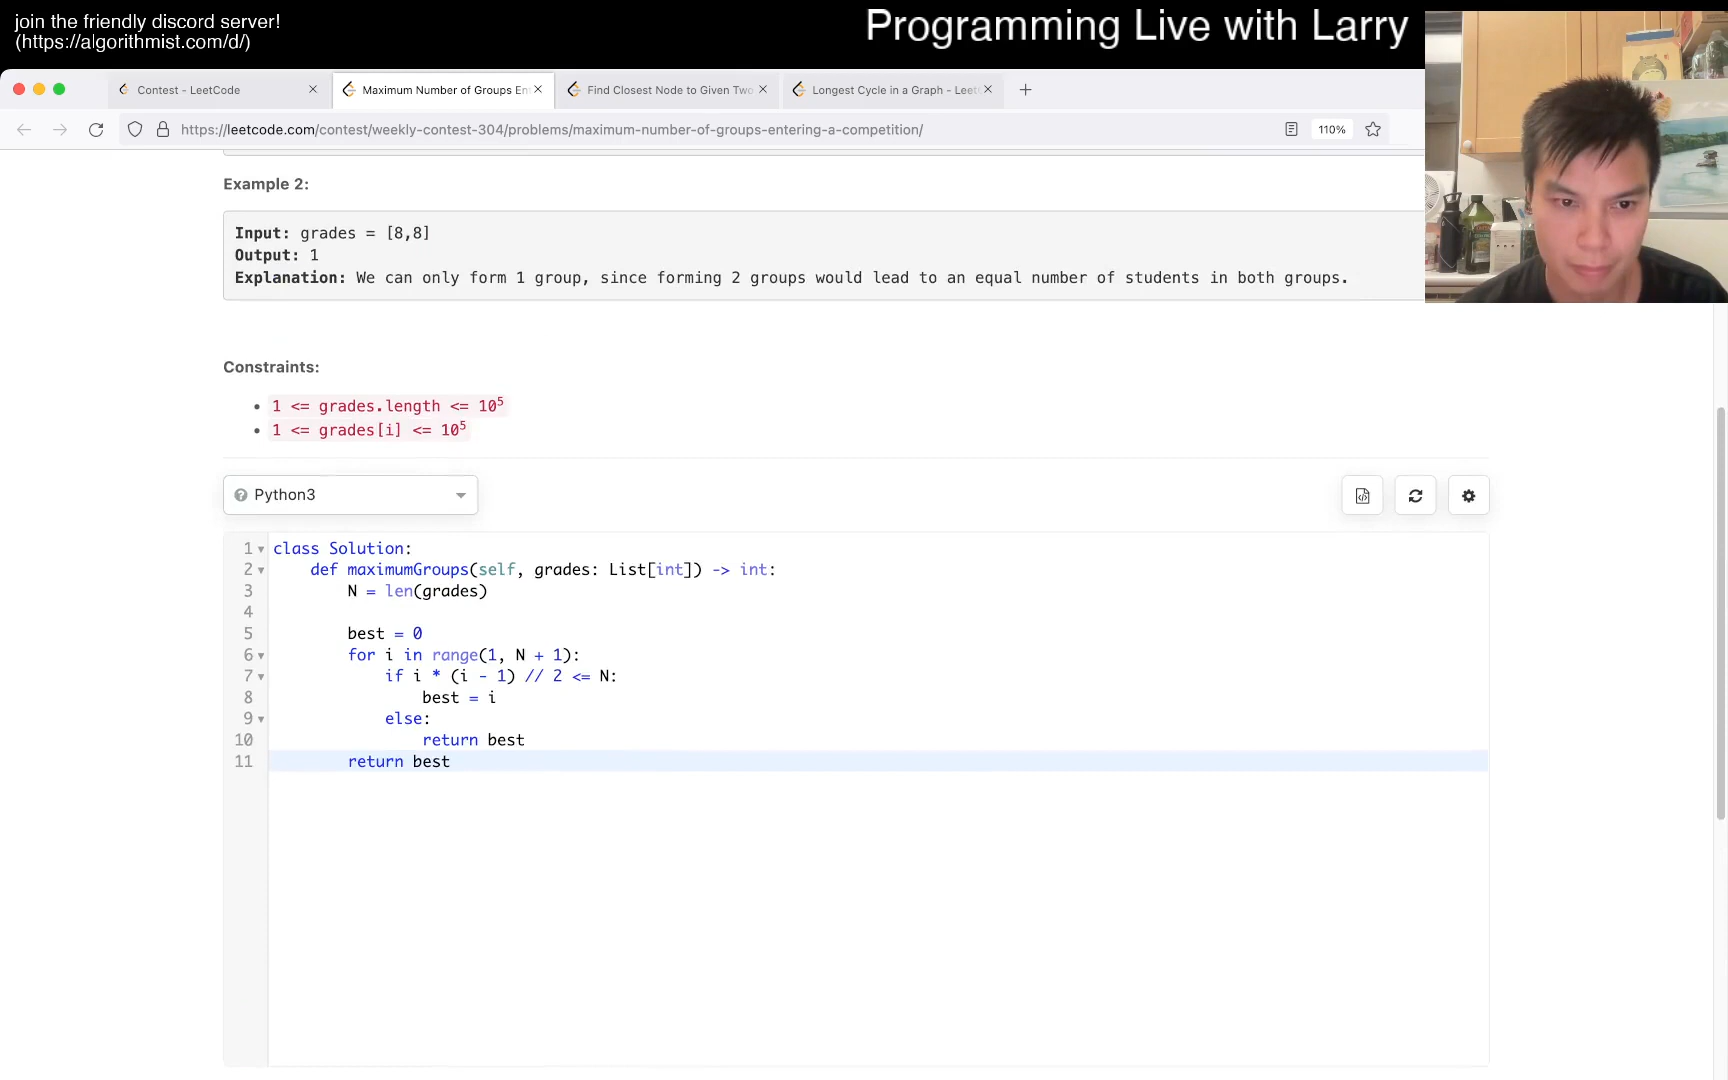 join the friendly discord server!
(https://algorithmist.com/d/)
Programming Live with Larry
Contest - LeetCode
Maximum Number of Groups En
Find Closest Node to Given Two
Longest Cycle in a Graph - Leet
https://leetcode.com/contest/weekly-contest-304/problems/maximum-number-of-groups-entering-a-competition/
110%
Example 2:
Input: grades = [8,8]
Output: 1
Explanation: We can only form 1 group, since forming 2 groups would lead to an equal number of students in both groups.
Constraints:
1 <= grades.length <= 10⁵
1 <= grades[i] <= 10⁵
Python3
1 class Solution:
2 def maximumGroups(self, grades: List[int]) -> int:
3 N = len(grades)
4
5 best = 0
6 for i in range(1, N + 1):
7 if i * (i - 1) // 2 <= N:
8 best = i
9 else:
10 return best
11 return best